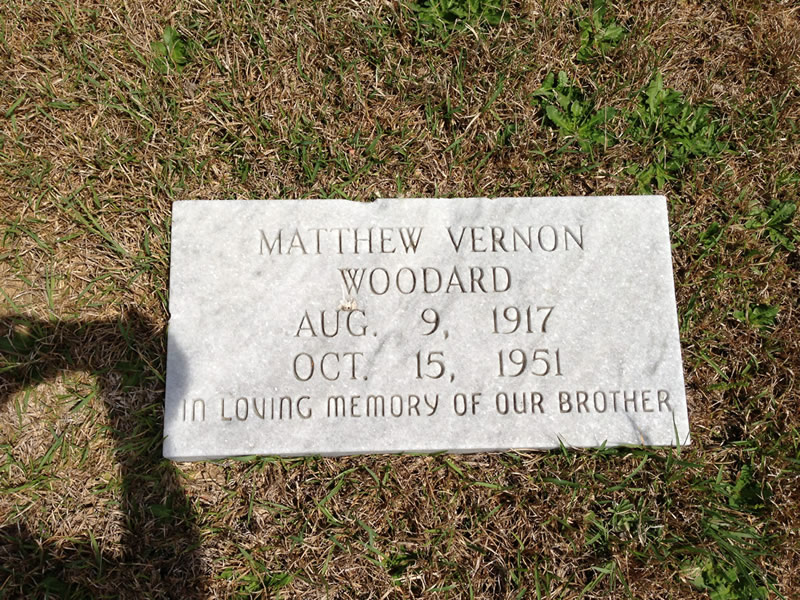 MATTHEW VERNON
WOODARD
AUG. 9, 1917
OCT. 15, 1951
IN LOVING MEMORY OF OUR BROTHER